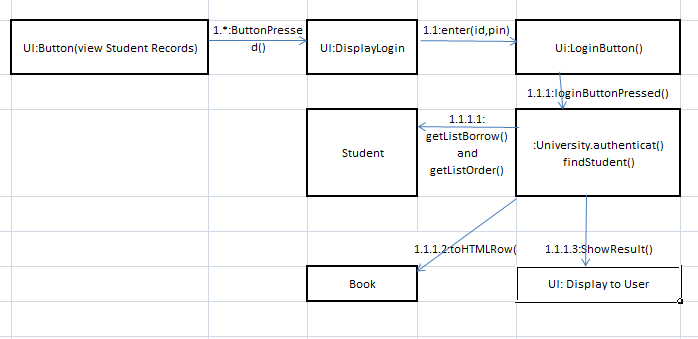 UI:Button(view Student Records)
1.*:ButtonPresse
d()
UI:DisplayLogin
1.1:enter(id,pin)
Ui:LoginButton()
1.1.1:loginButtonPressed()
Student
1.1.1.1:
getListBorrow()
and
getListOrder()
:University.authenticat()
findStudent()
1.1.1.2:toHTMLRow(
1.1.1.3:ShowResult()
Book
UI: Display to User